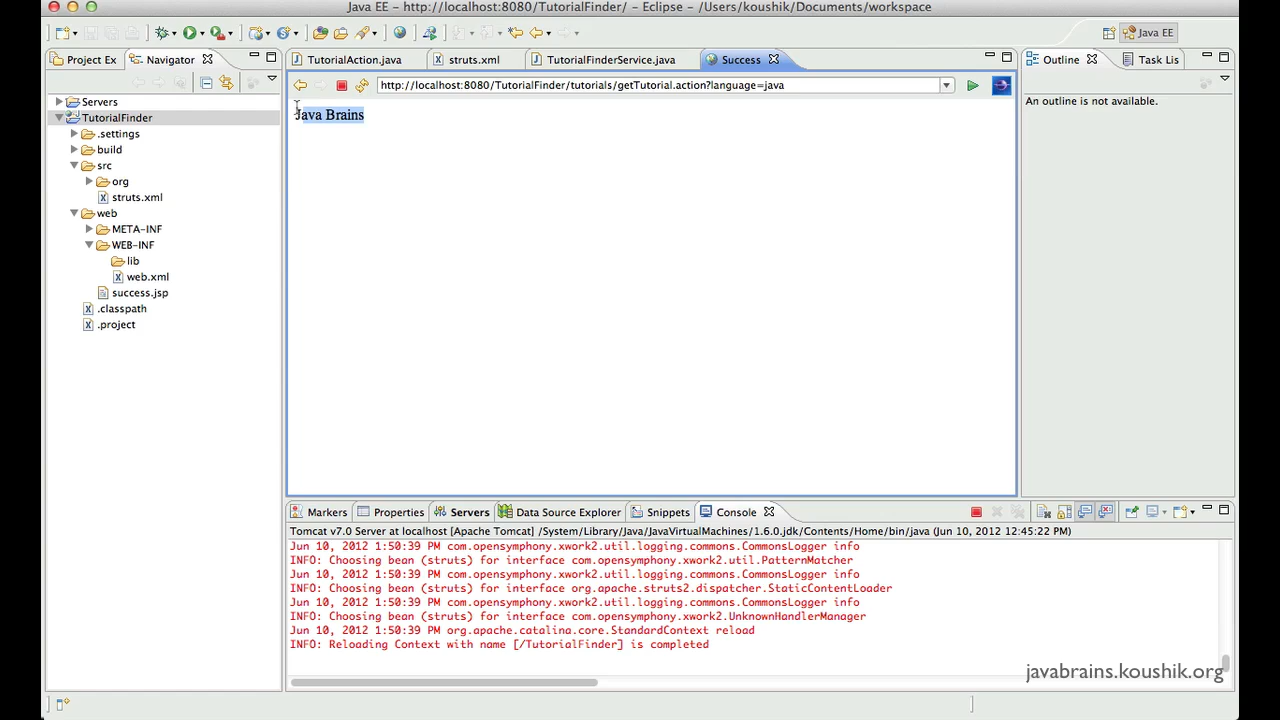 Java EE – http://localhost:8080/TutorialFinder/ – Eclipse – /Users/koushik/Documents/workspace
Java EE
Project Ex
Navigator
TutorialAction.java
struts.xml
TutorialFinderService.java
Success
Outline
Task Lis
http://localhost:8080/TutorialFinder/tutorials/getTutorial.action?language=java
An outline is not available.
Java Brains
Servers
TutorialFinder
.settings
build
src
org
struts.xml
web
META-INF
WEB-INF
lib
web.xml
success.jsp
.classpath
.project
Markers
Properties
Servers
Data Source Explorer
Snippets
Console
Tomcat v7.0 Server at localhost [Apache Tomcat] /System/Library/Java/JavaVirtualMachines/1.6.0.jdk/Contents/Home/bin/java (Jun 10, 2012 12:45:22 PM)
Jun 10, 2012 1:50:39 PM com.opensymphony.xwork2.util.logging.commons.CommonsLogger info
INFO: Choosing bean (struts) for interface com.opensymphony.xwork2.util.PatternMatcher
Jun 10, 2012 1:50:39 PM com.opensymphony.xwork2.util.logging.commons.CommonsLogger info
INFO: Choosing bean (struts) for interface org.apache.struts2.dispatcher.StaticContentLoader
Jun 10, 2012 1:50:39 PM com.opensymphony.xwork2.util.logging.commons.CommonsLogger info
INFO: Choosing bean (struts) for interface com.opensymphony.xwork2.UnknownHandlerManager
Jun 10, 2012 1:50:39 PM org.apache.catalina.core.StandardContext reload
INFO: Reloading Context with name [/TutorialFinder] is completed
javabrains.koushik.org